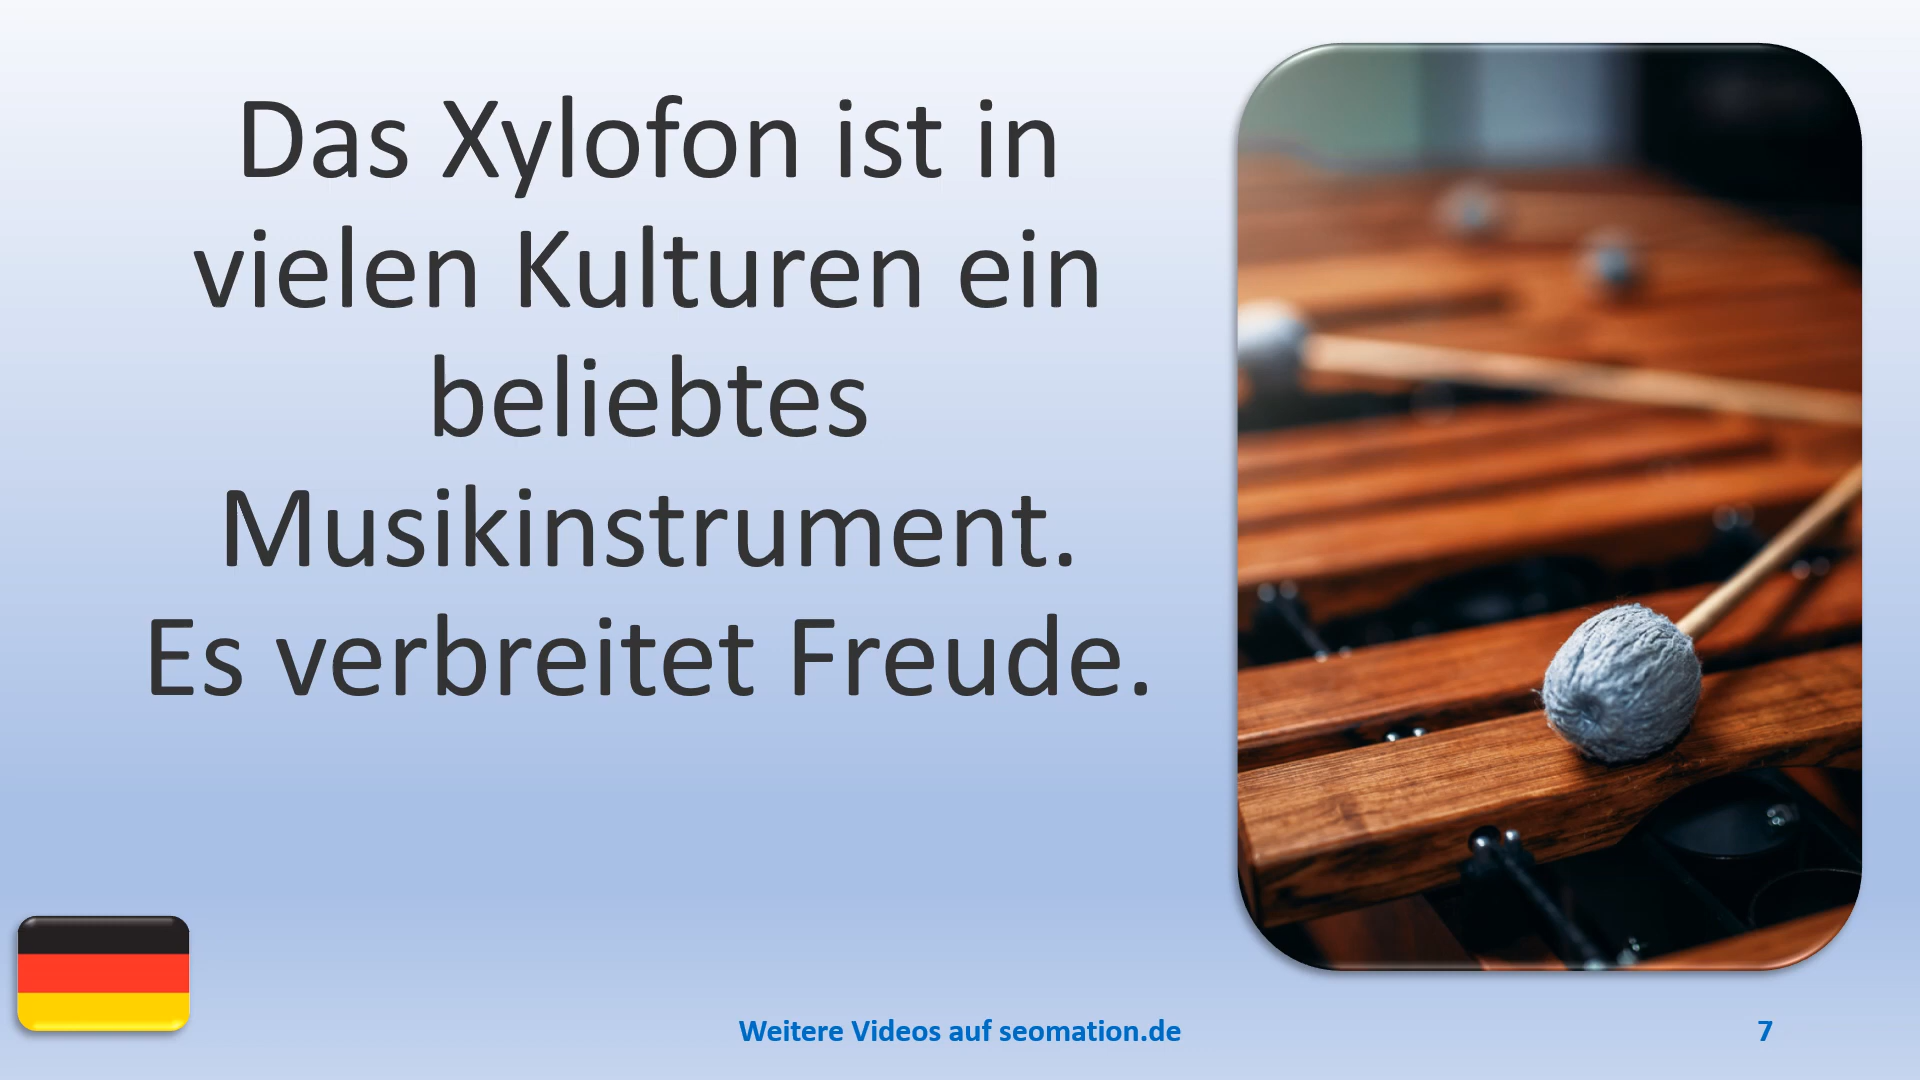 Das Xylofon ist in
vielen Kulturen ein
beliebtes
Musikinstrument.
Es verbreitet Freude.
Weitere Videos auf seomation.de
7